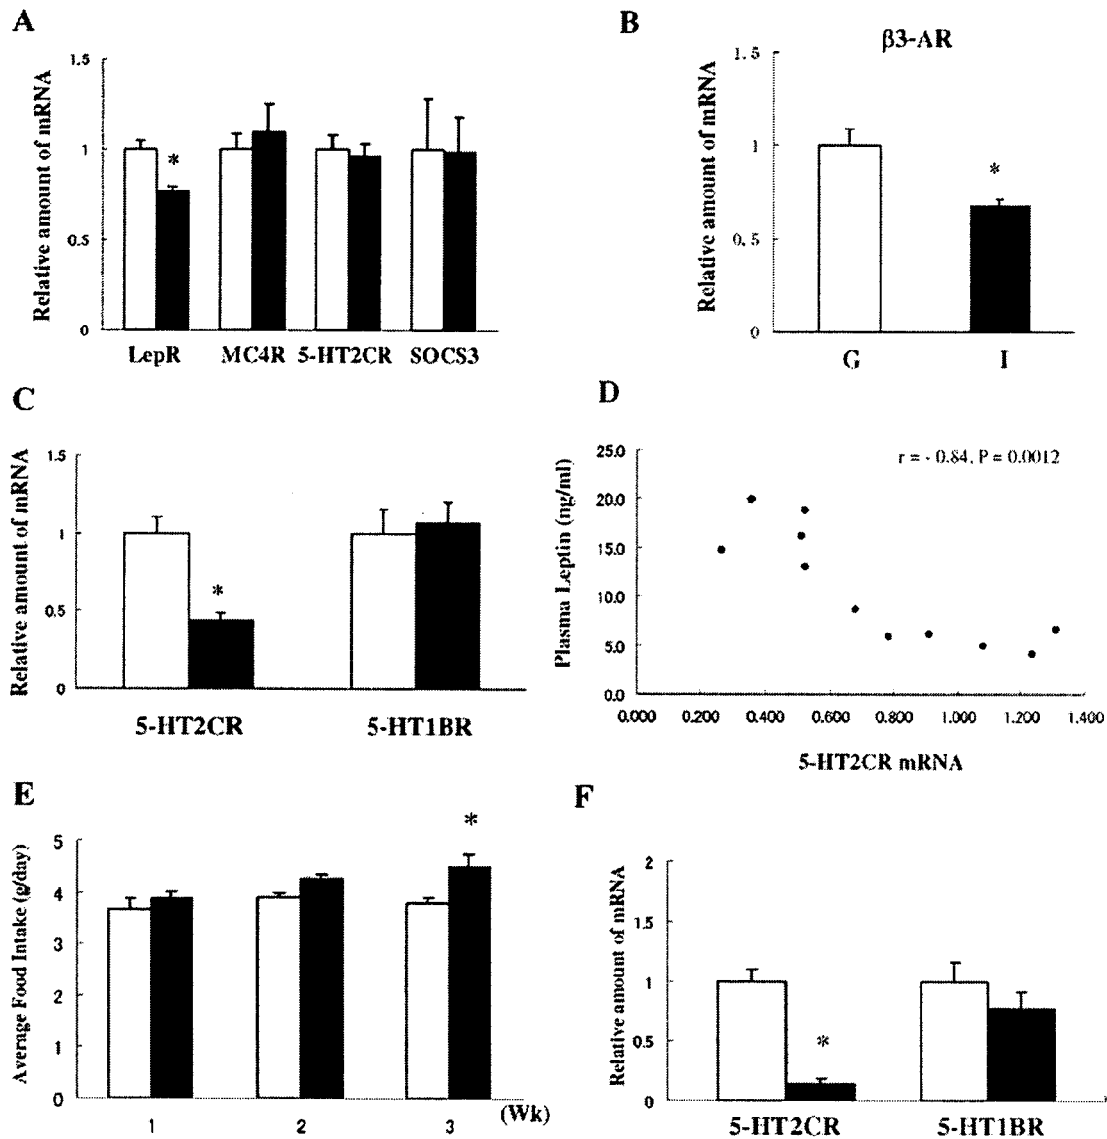 A
Relative amount of mRNA
1.5
1
0.5
0
*
LepR MC4R 5-HT2CR SOCS3
B
β3-AR
Relative amount of mRNA
1.5
1
0.5
0
*
G I
C
Relative amount of mRNA
1.5
1
0.5
0
*
5-HT2CR 5-HT1BR
D
r = - 0.84, P = 0.0012
Plasma Leptin (ng/ml)
25.0
20.0
15.0
10.0
5.0
0.0
0.000 0.200 0.400 0.600 0.800 1.000 1.200 1.400
5-HT2CR mRNA
E
Average Food Intake (g/day)
5
4
3
2
1
0
*
1 2 3 (Wk)
F
Relative amount of mRNA
2
1.5
1
0.5
0
*
5-HT2CR 5-HT1BR